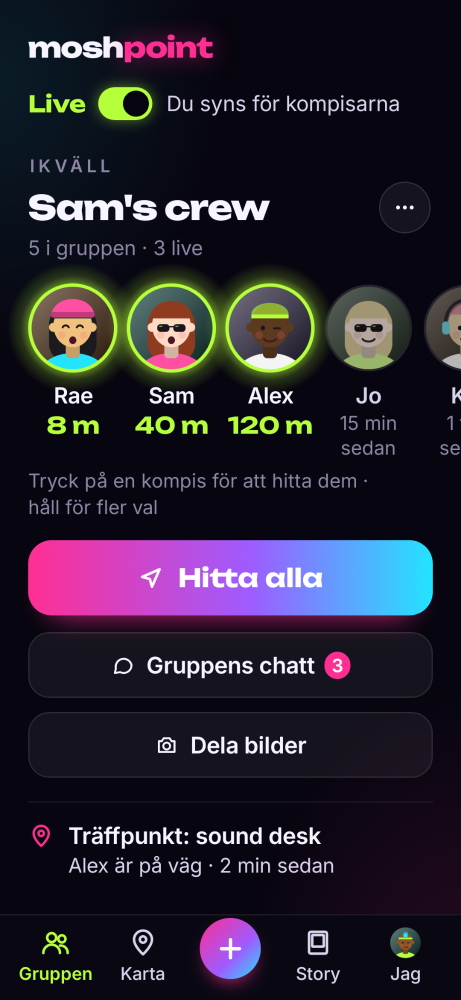 moshpoint
Live Du syns för kompisarna
IKVÄLL
Sam's crew
5 i gruppen · 3 live
Rae Sam Alex Jo
8 m 40 m 120 m 15 min
sedan
Tryck på en kompis för att hitta dem ·
håll för fler val
Hitta alla
Gruppens chatt 3
Dela bilder
Träffpunkt: sound desk
Alex är på väg · 2 min sedan
Gruppen Karta Story Jag